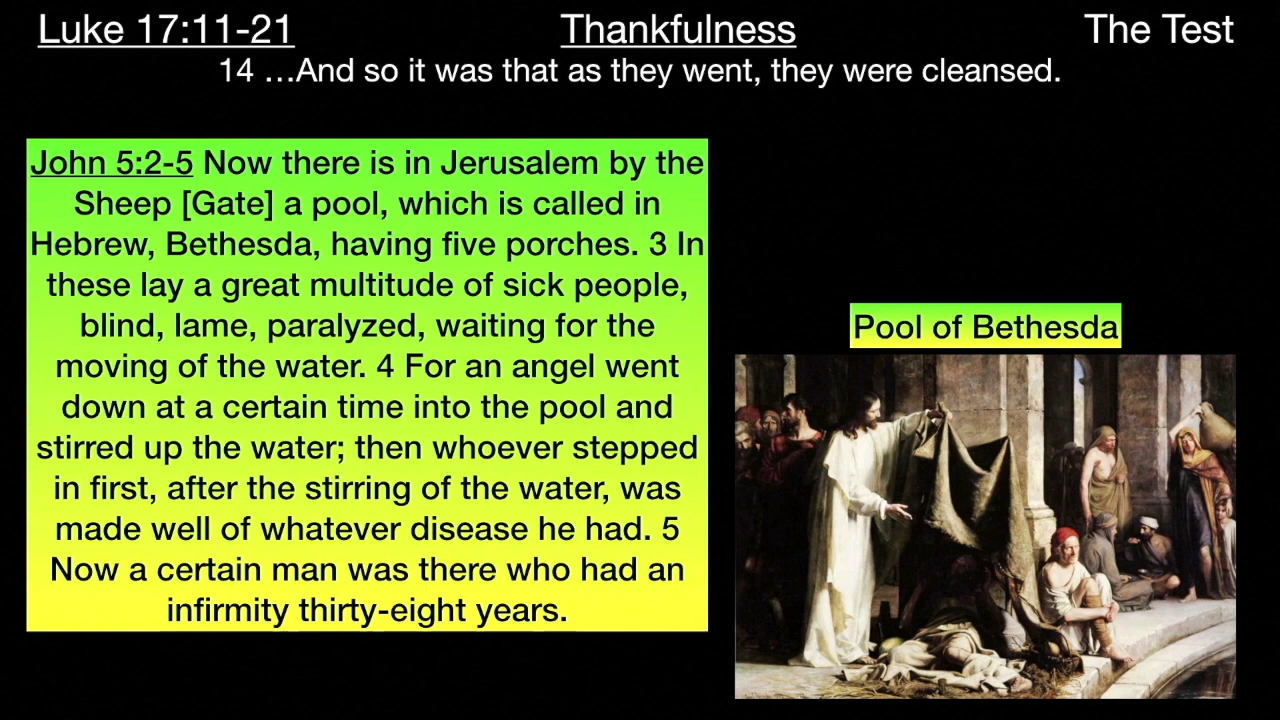 Luke 17:11-21
Thankfulness
The Test
14 …And so it was that as they went, they were cleansed.
John 5:2-5 Now there is in Jerusalem by the
Sheep [Gate] a pool, which is called in
Hebrew, Bethesda, having five porches. 3 In
these lay a great multitude of sick people,
blind, lame, paralyzed, waiting for the
moving of the water. 4 For an angel went
down at a certain time into the pool and
stirred up the water; then whoever stepped
in first, after the stirring of the water, was
made well of whatever disease he had. 5
Now a certain man was there who had an
infirmity thirty-eight years.
Pool of Bethesda